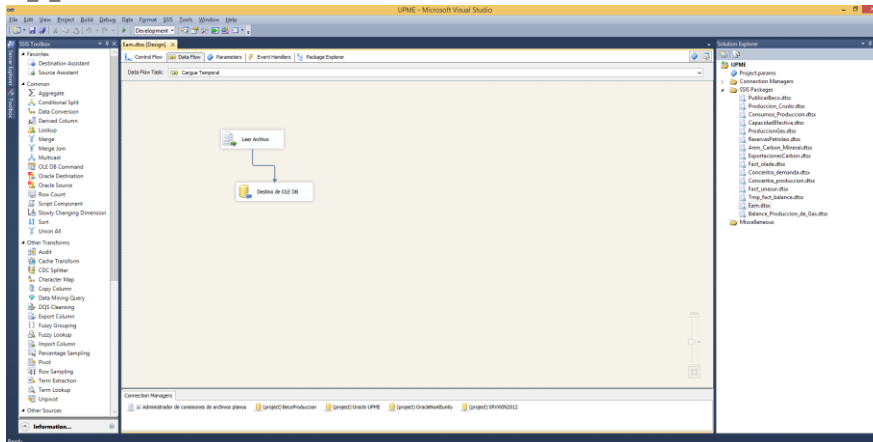 UPME - Microsoft Visual Studio
File Edit View Project Build Debug Data Format SSIS Tools Window Help
Development
SSIS Toolbox
Eam.dtsx [Design]
Solution Explorer
Server Explorer
Toolbox
Control Flow Data Flow Parameters Event Handlers Package Explorer
Data Flow Task: Cargue Temporal
Favorites
Destination Assistant
Source Assistant
Common
Aggregate
Conditional Split
Data Conversion
Derived Column
Lookup
Merge
Merge Join
Multicast
OLE DB Command
Oracle Destination
Oracle Source
Row Count
Script Component
Slowly Changing Dimension
Sort
Union All
Other Transforms
Audit
Cache Transform
CDC Splitter
Character Map
Copy Column
Data Mining Query
DQS Cleansing
Export Column
Fuzzy Grouping
Fuzzy Lookup
Import Column
Percentage Sampling
Pivot
Row Sampling
Term Extraction
Term Lookup
Unpivot
Other Sources
Information...
Leer Archivo
Destino de OLE DB
Connection Managers
Administrador de conexiones de archivos planos (project) BecoProduccion (project) Oracle UPME (project) OracleNoAttunity (project) SRVWIN2012
UPME
Project.params
Connection Managers
SSIS Packages
PublicarBeco.dtsx
Produccion_Crudo.dtsx
Consumos_Produccion.dtsx
CapacidadEfectiva.dtsx
ProduccionGas.dtsx
ReservasPetroleo.dtsx
Anm_Carbon_Mineral.dtsx
ExportacionesCarbon.dtsx
Fact_olade.dtsx
Concentra_demanda.dtsx
Concentra_produccion.dtsx
Fact_unosur.dtsx
Tmp_fact_balance.dtsx
Eam.dtsx
Balance_Produccion_de_Gas.dtsx
Miscellaneous
Ready